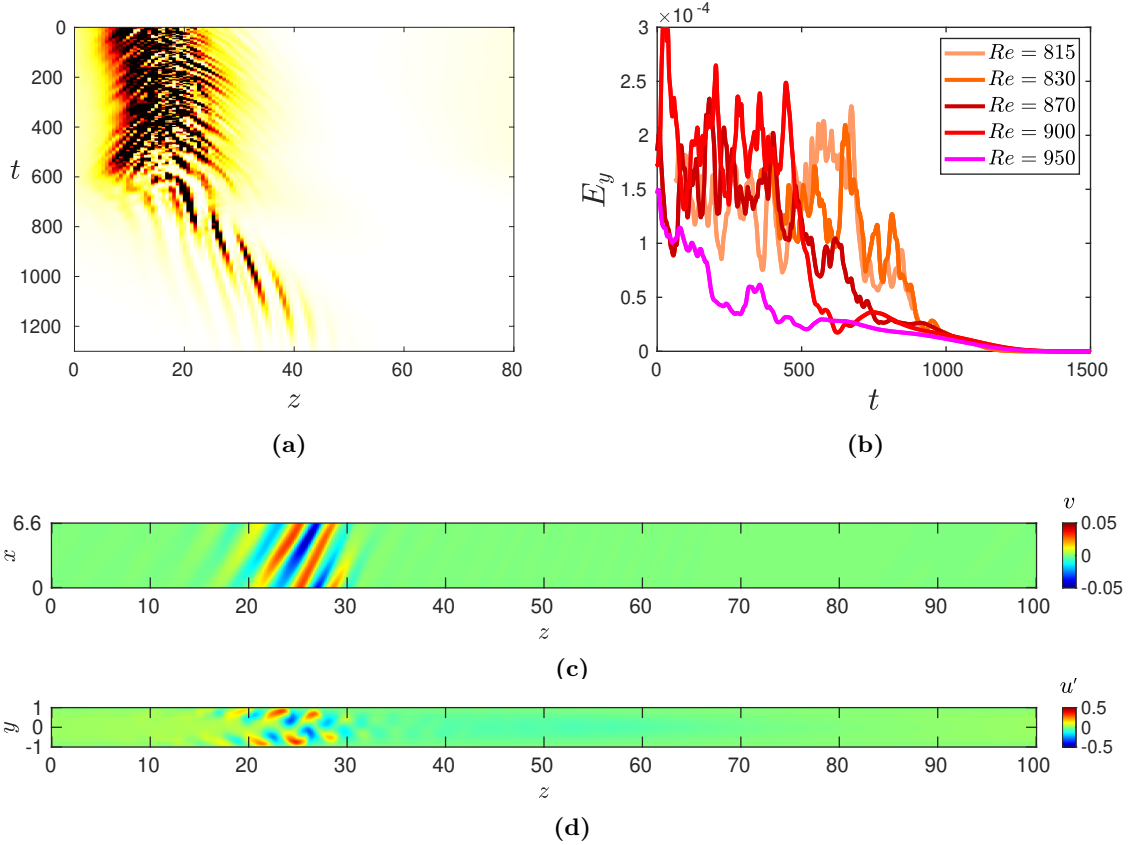 0
200
400
600
800
1000
1200
t
0 20 40 60 80
z
(a)
×10⁻⁴
3
2.5
2
1.5
1
0.5
0
E_y
Re = 815
Re = 830
Re = 870
Re = 900
Re = 950
0 500 1000 1500
t
(b)
v
6.6
x
0
0.05
0
-0.05
0 10 20 30 40 50 60 70 80 90 100
z
(c)
u′
1
y 0
-1
0.5
0
-0.5
0 10 20 30 40 50 60 70 80 90 100
z
(d)